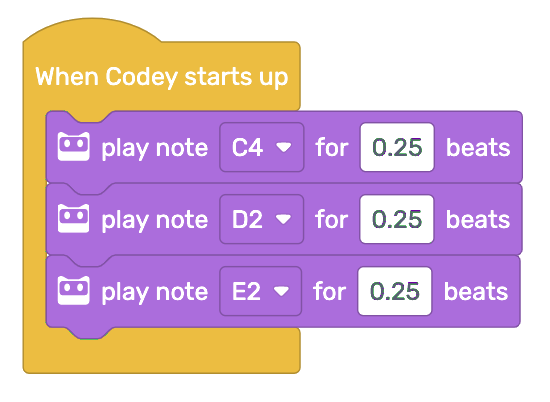 When Codey starts up
play note C4 for 0.25 beats
play note D2 for 0.25 beats
play note E2 for 0.25 beats